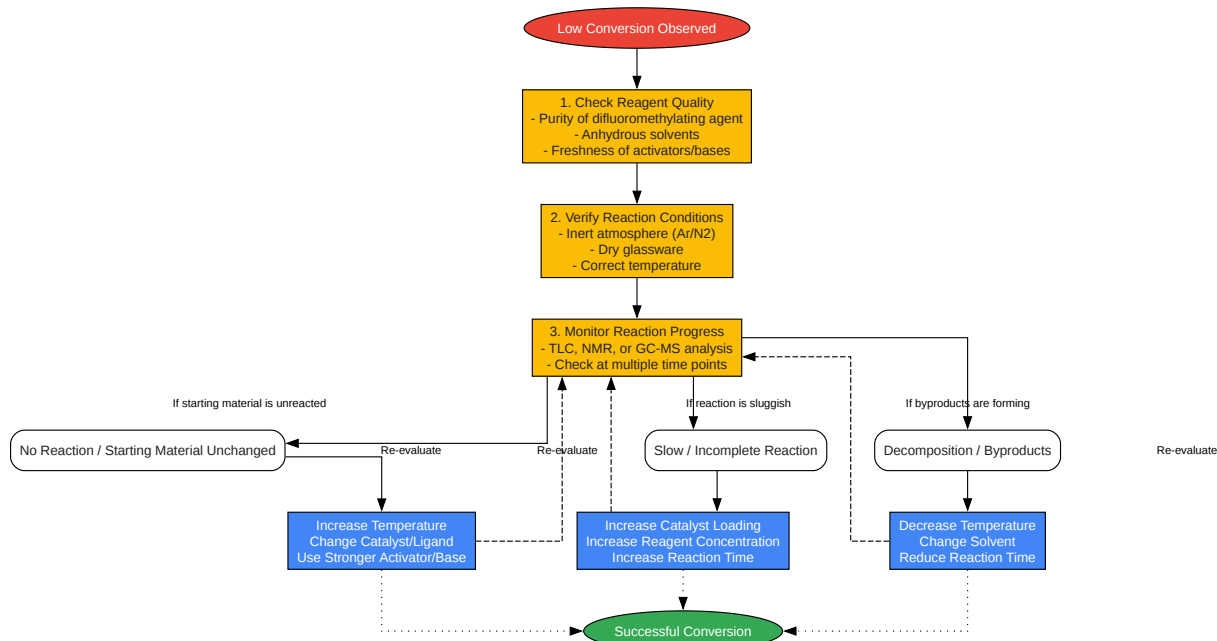 Low Conversion Observed
1. Check Reagent Quality
- Purity of difluoromethylating agent
- Anhydrous solvents
- Freshness of activators/bases
2. Verify Reaction Conditions
- Inert atmosphere (Ar/N2)
- Dry glassware
- Correct temperature
3. Monitor Reaction Progress
- TLC, NMR, or GC-MS analysis
- Check at multiple time points
If starting material is unreacted
If reaction is sluggish
If byproducts are forming
No Reaction / Starting Material Unchanged
Re-evaluate
Re-evaluate
Slow / Incomplete Reaction
Decomposition / Byproducts
Re-evaluate
Increase Temperature
Change Catalyst/Ligand
Use Stronger Activator/Base
Increase Catalyst Loading
Increase Reagent Concentration
Increase Reaction Time
Decrease Temperature
Change Solvent
Reduce Reaction Time
Successful Conversion